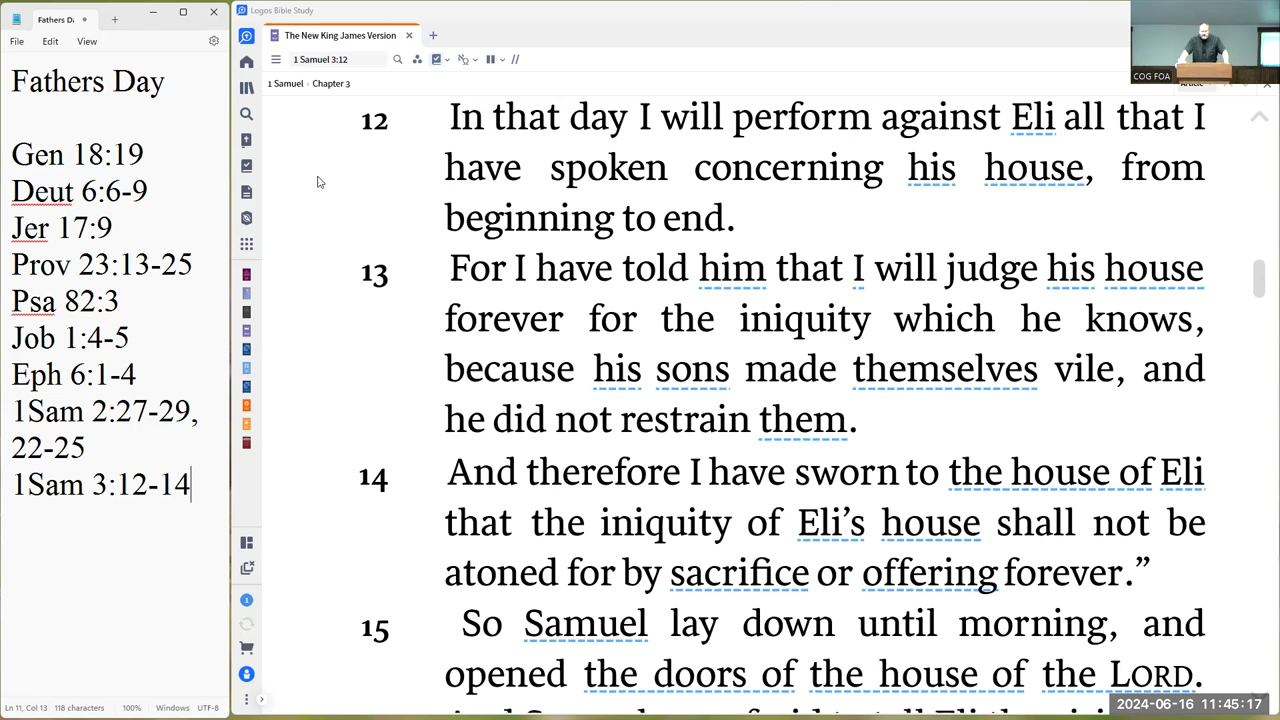 Fathers Da
File
Edit
View
Fathers Day
Gen 18:19
Deut 6:6-9
Jer 17:9
Prov 23:13-25
Psa 82:3
Job 1:4-5
Eph 6:1-4
1Sam 2:27-29,
22-25
1Sam 3:12-14
Ln 11, Col 13
118 characters
100%
Windows
UTF-8
Logos Bible Study
The New King James Version
1 Samuel 3:12
1 Samuel › Chapter 3
12 In that day I will perform against Eli all that I
have spoken concerning his house, from
beginning to end.
13 For I have told him that I will judge his house
forever for the iniquity which he knows,
because his sons made themselves vile, and
he did not restrain them.
14 And therefore I have sworn to the house of Eli
that the iniquity of Eli’s house shall not be
atoned for by sacrifice or offering forever.”
15 So Samuel lay down until morning, and
opened the doors of the house of the LORD.
COG FOA
2024-06-16 11:45:17